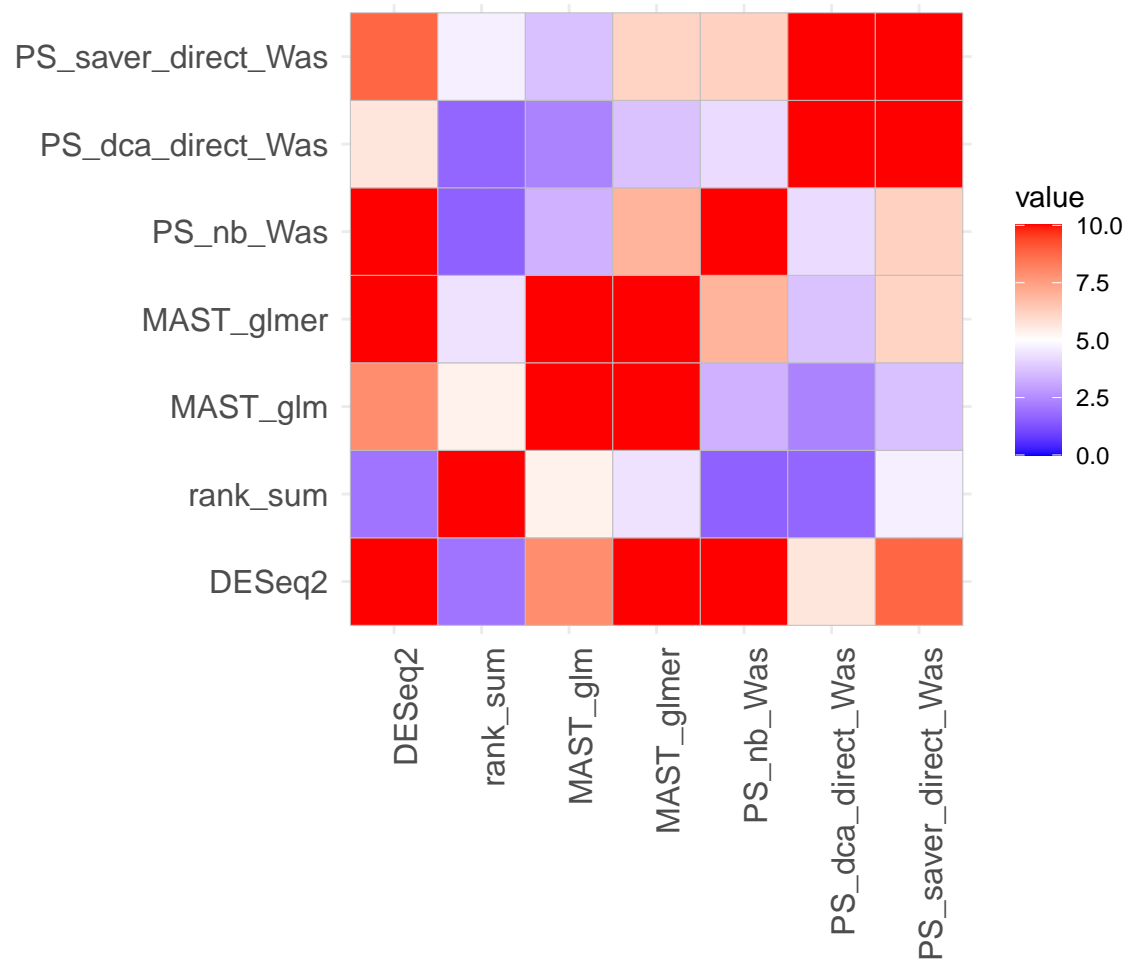 PS_saver_direct_Was
PS_dca_direct_Was
PS_nb_Was
MAST_glmer
MAST_glm
rank_sum
DESeq2
DESeq2
rank_sum
MAST_glm
MAST_glmer
PS_nb_Was
PS_dca_direct_Was
PS_saver_direct_Was
value
10.0
7.5
5.0
2.5
0.0